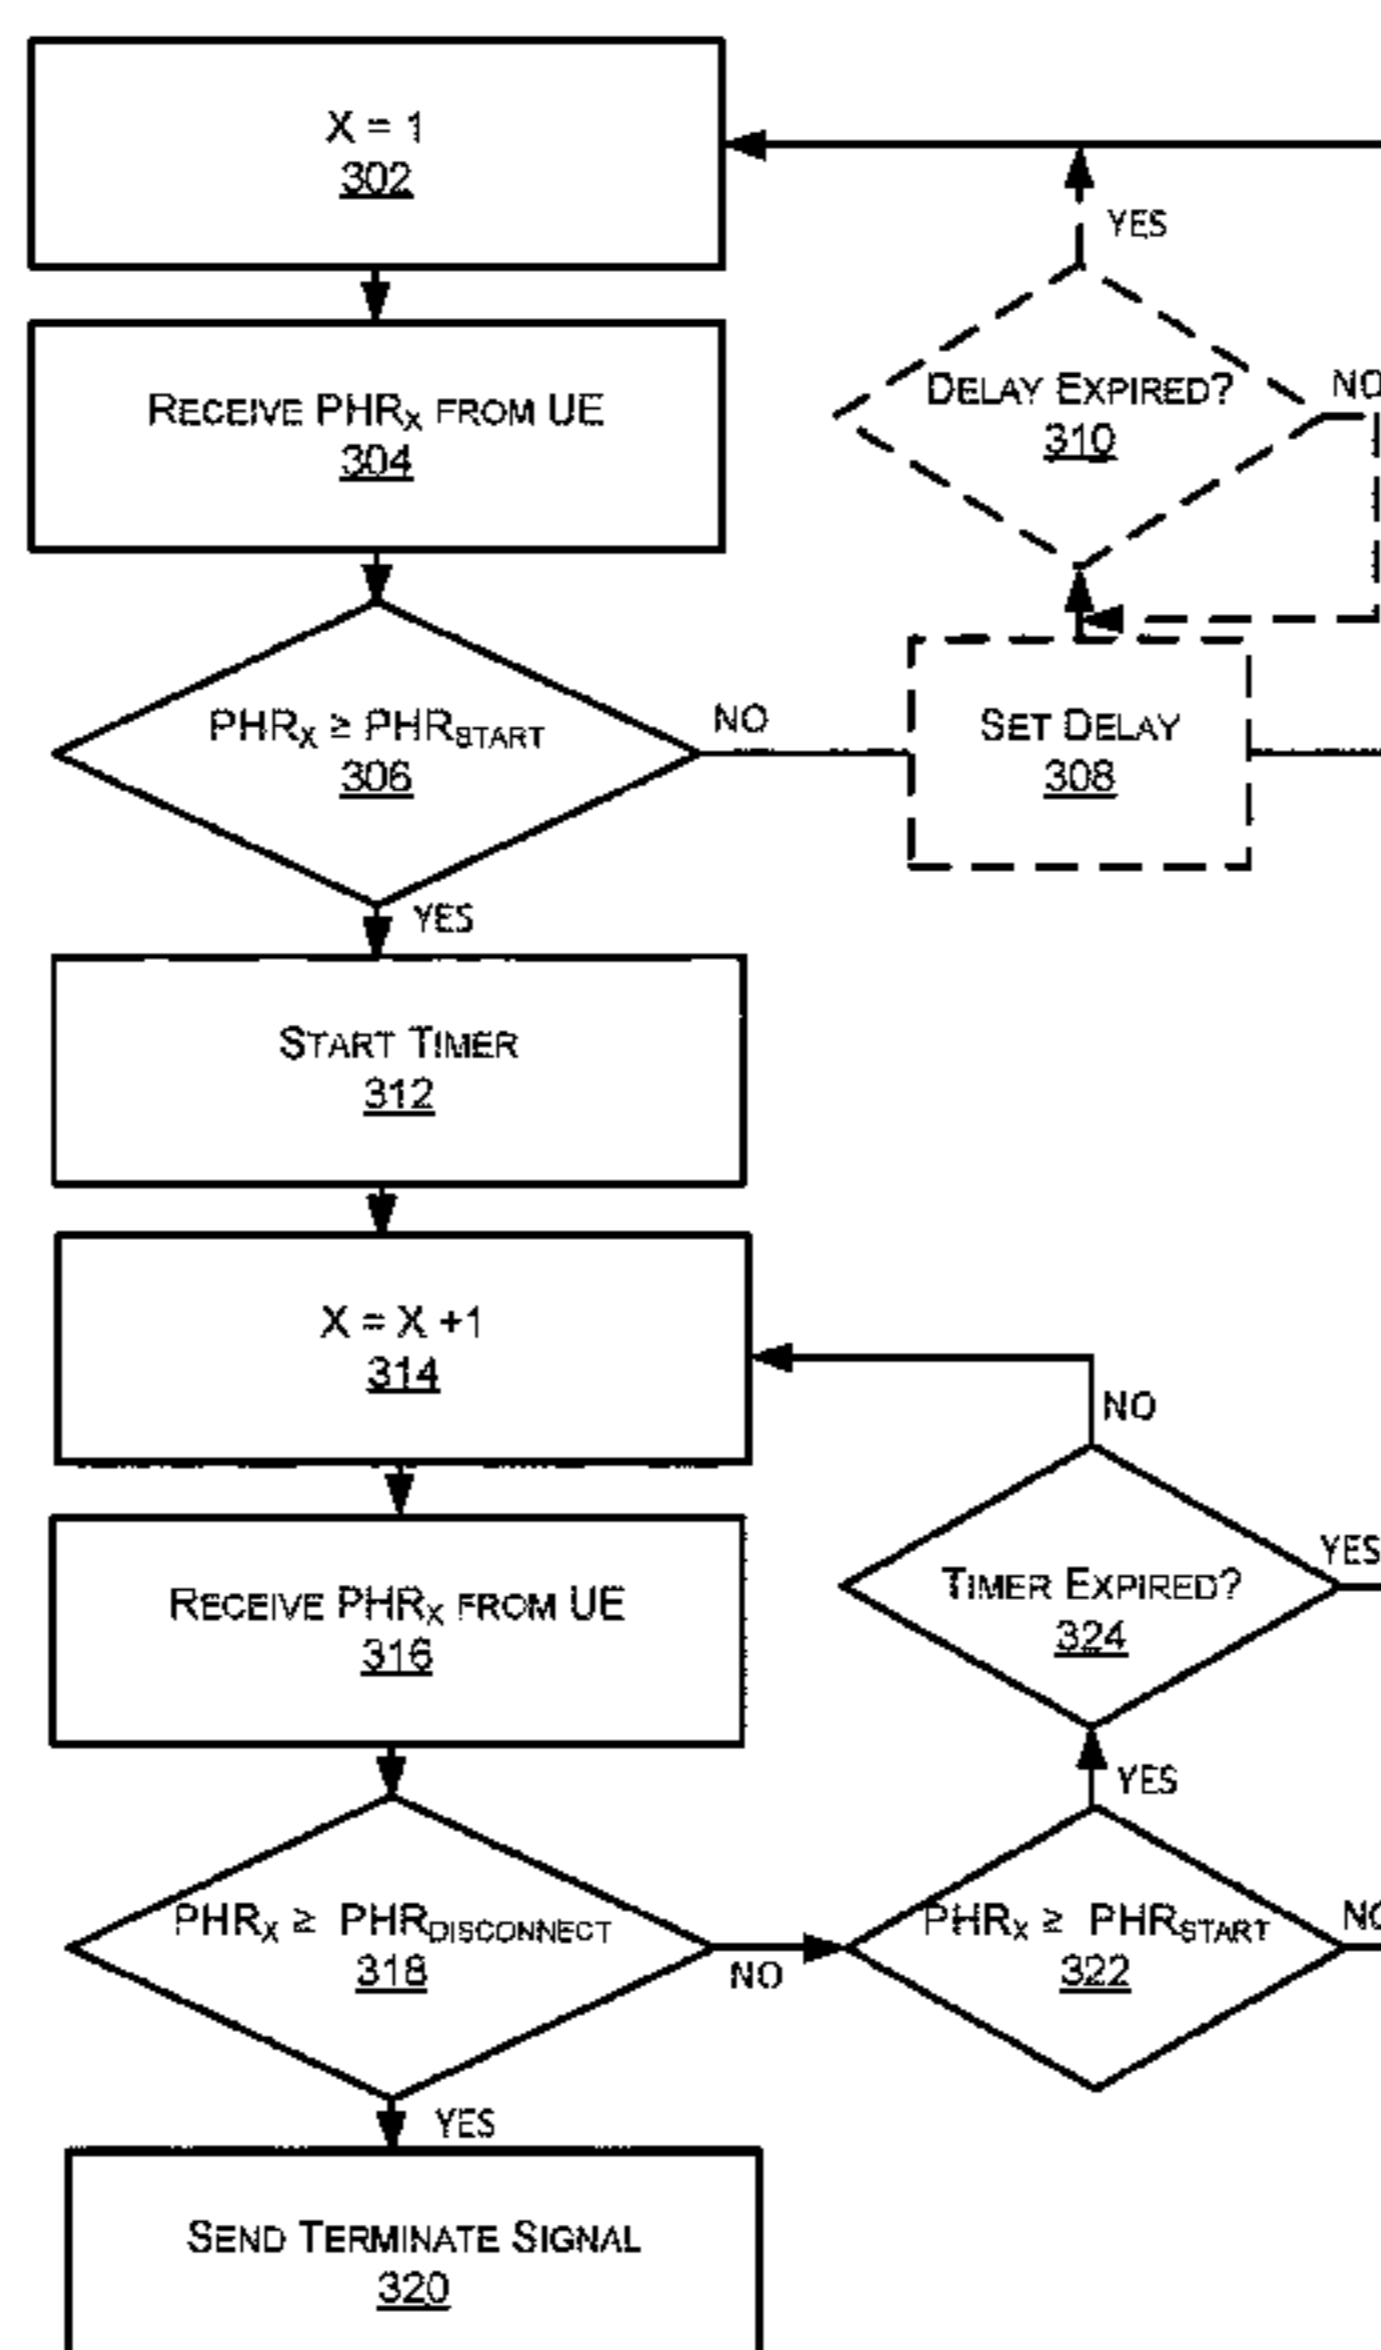 X = 1
302
YES
DELAY EXPIRED?
310
NO
RECEIVE PHRX FROM UE
304
PHRX ≥ PHRSTART
306
NO
SET DELAY
308
YES
START TIMER
312
X = X +1
314
NO
TIMER EXPIRED?
324
YES
RECEIVE PHRX FROM UE
316
YES
PHRX ≥ PHRDISCONNECT
318
NO
PHRX ≥ PHRSTART
322
NO
YES
SEND TERMINATE SIGNAL
320